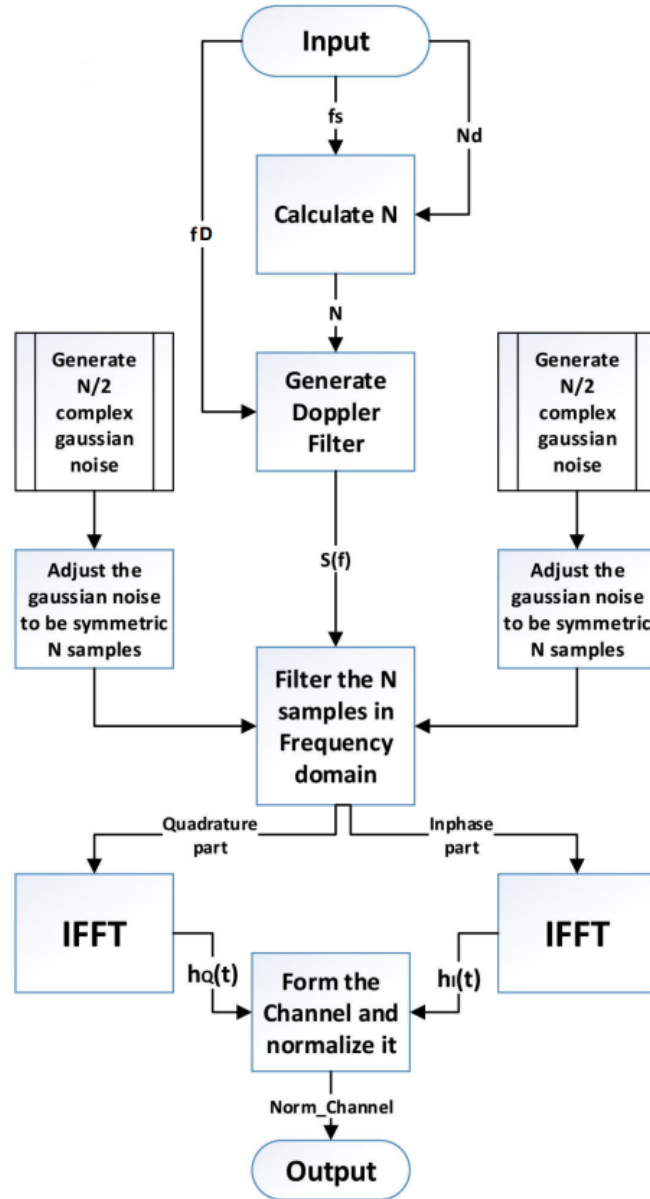 Input
fs
Nd
fD
Calculate N
N
Generate
N/2
complex
gaussian
noise
Generate
Doppler
Filter
Generate
N/2
complex
gaussian
noise
S(f)
Adjust the
gaussian noise
to be symmetric
N samples
Adjust the
gaussian noise
to be symmetric
N samples
Filter the N
samples in
Frequency
domain
Quadrature
part
Inphase
part
IFFT
IFFT
hQ(t)
hI(t)
Form the
Channel and
normalize it
Norm_Channel
Output